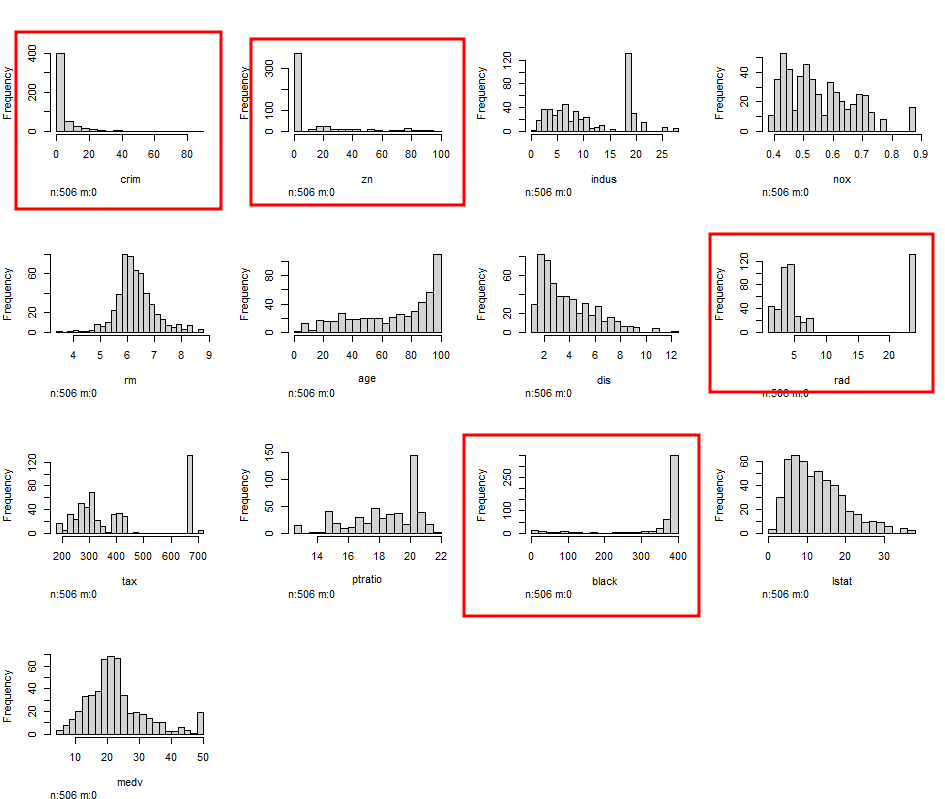 Frequency
0 200 400
0 20 40 60 80
crim
n:506 m:0
Frequency
0 100 300
0 20 40 60 80 100
zn
n:506 m:0
Frequency
0 40 80 120
0 5 10 15 20 25
indus
n:506 m:0
Frequency
0 20 40
0.4 0.5 0.6 0.7 0.8 0.9
nox
n:506 m:0
Frequency
0 20 60
4 5 6 7 8 9
rm
n:506 m:0
Frequency
0 40 80
0 20 40 60 80 100
age
n:506 m:0
Frequency
0 20 60
2 4 6 8 10 12
dis
n:506 m:0
Frequency
0 40 80 120
5 10 15 20
rad
n:506 m:0
Frequency
0 40 80 120
200 300 400 500 600 700
tax
n:506 m:0
Frequency
0 50 100 150
14 16 18 20 22
ptratio
n:506 m:0
Frequency
0 100 250
0 100 200 300 400
black
n:506 m:0
Frequency
0 20 40 60
0 10 20 30
lstat
n:506 m:0
Frequency
0 20 40 60
10 20 30 40 50
medv
n:506 m:0